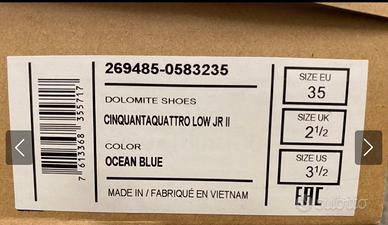 269485-0583235
DOLOMITE SHOES
CINQUANTAQUATTRO LOW JR II
COLOR
OCEAN BLUE
MADE IN / FABRIQUÉ EN VIETNAM
7 613368 355717
SIZE EU
35
SIZE UK
2 1/2
SIZE US
3 1/2
EAC
subito